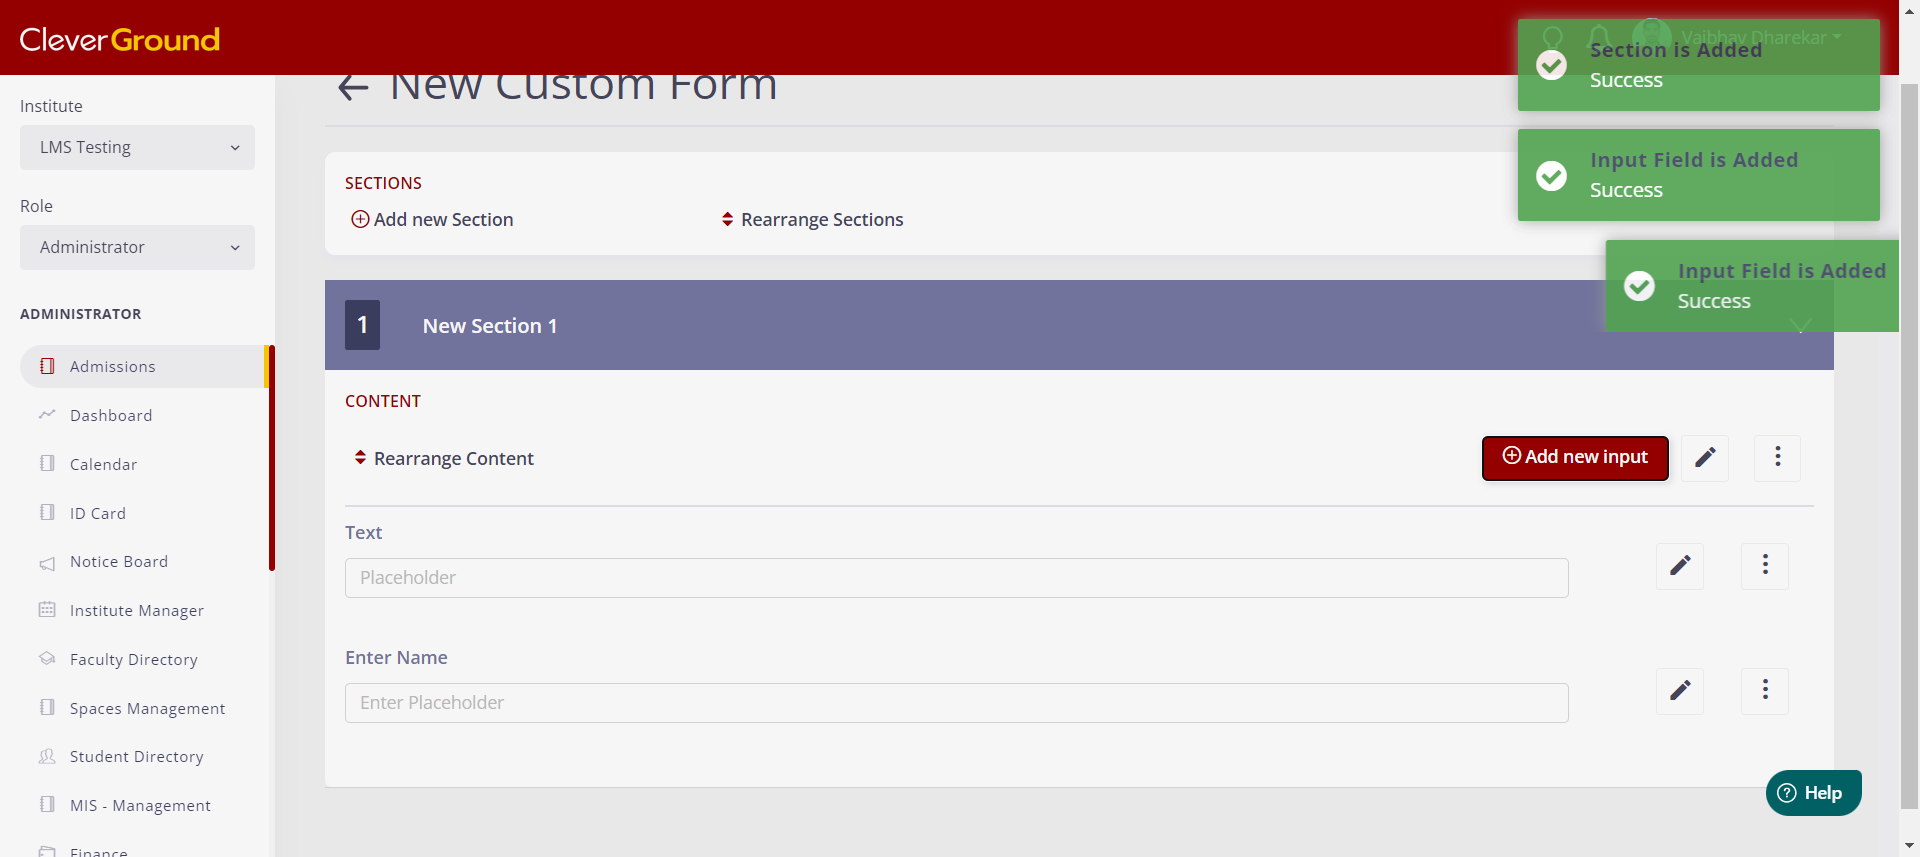 CleverGround
Vaibhav Dharekar
Institute
LMS Testing
Role
Administrator
ADMINISTRATOR
Admissions
Dashboard
Calendar
ID Card
Notice Board
Institute Manager
Faculty Directory
Spaces Management
Student Directory
MIS - Management
Finance
New Custom Form
SECTIONS
Add new Section
Rearrange Sections
1
New Section 1
CONTENT
Rearrange Content
Add new input
Text
Placeholder
Enter Name
Enter Placeholder
Section is Added
Success
Input Field is Added
Success
Input Field is Added
Success
? Help